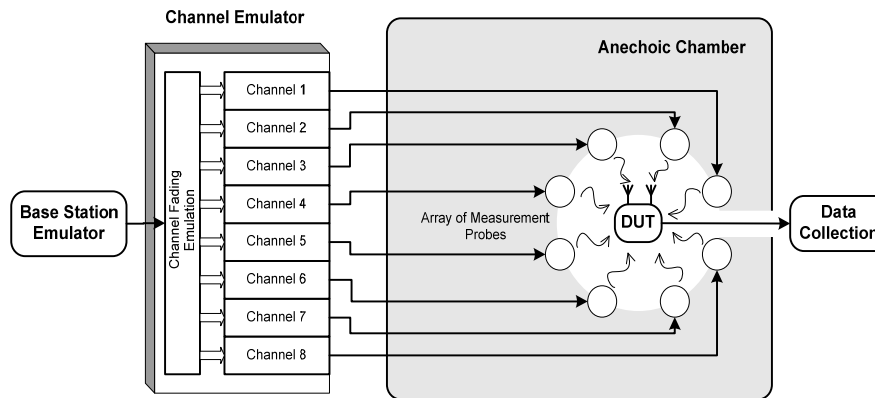 Channel Emulator
Anechoic Chamber
Base Station
Emulator
Channel Fading
Emulation
Channel 1
Channel 2
Channel 3
Channel 4
Channel 5
Channel 6
Channel 7
Channel 8
Array of Measurement
Probes
DUT
Data
Collection